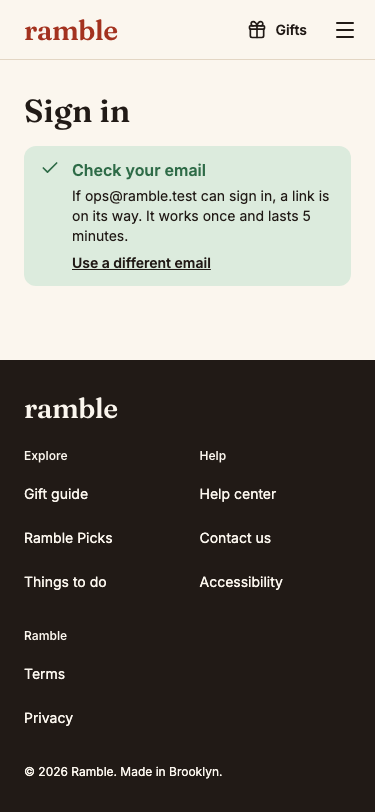 ramble
Gifts
Sign in
Check your email
If ops@ramble.test can sign in, a link is
on its way. It works once and lasts 5
minutes.
Use a different email
ramble
Explore
Gift guide
Ramble Picks
Things to do
Help
Help center
Contact us
Accessibility
Ramble
Terms
Privacy
© 2026 Ramble. Made in Brooklyn.